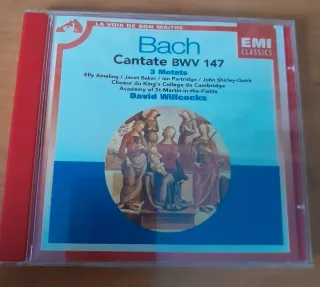 LA VOIX DE SON MAITRE
Bach
EMI
CLASSICS
Cantate BWV 147
3 Motets
Elly Ameling / Janet Baker / Ian Partridge / John Shirley-Quirk
Choeur du King's College de Cambridge
Academy of St-Martin-in-the-Fields
David Willcocks